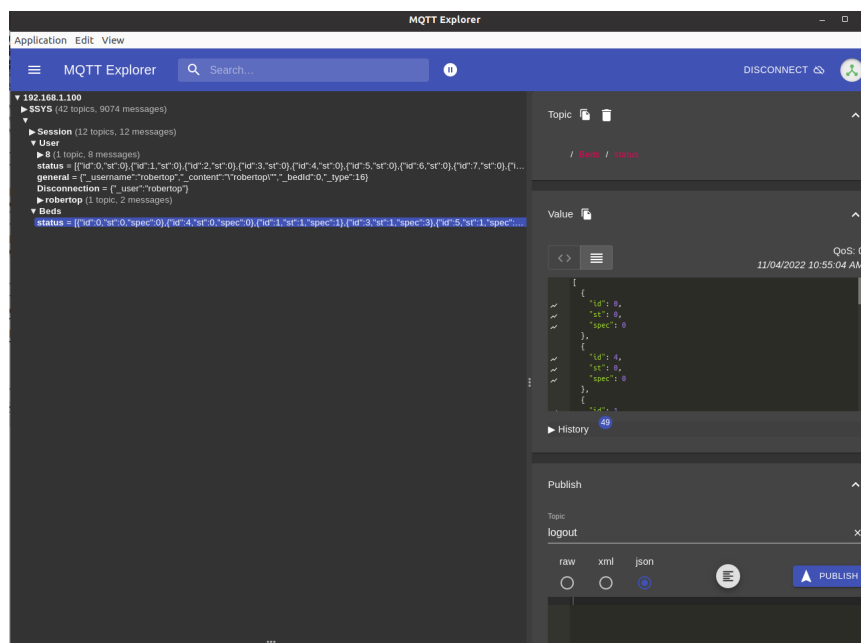 MQTT Explorer
Application Edit View
MQTT Explorer
Search...
DISCONNECT
▼ 192.168.1.100
▶ $SYS (42 topics, 9074 messages)
▼
▶ Session (12 topics, 12 messages)
▼ User
▶ 8 (1 topic, 8 messages)
status = [{"id":0,"st":0},{"id":1,"st":0},{"id":2,"st":0},{"id":3,"st":0},{"id":4,"st":0},{"id":5,"st":0},{"id":6,"st":0},{"id":7,"st":0},{"i...
general = {"_username":"robertop","_content":"\"robertop\"","_bedId":0,"_type":16}
Disconnection = {"_user":"robertop"}
▶ robertop (1 topic, 2 messages)
▼ Beds
status = [{"id":0,"st":0,"spec":0},{"id":4,"st":0,"spec":0},{"id":1,"st":1,"spec":1},{"id":3,"st":1,"spec":3},{"id":5,"st":1,"spec":...
Topic
/ Beds / status
Value
QoS: 0
11/04/2022 10:55:04 AM
[
{
"id": 0,
"st": 0,
"spec": 0
},
{
"id": 4,
"st": 0,
"spec": 0
},
{
"id": 1
▶ History 49
Publish
Topic
logout
raw xml json
PUBLISH